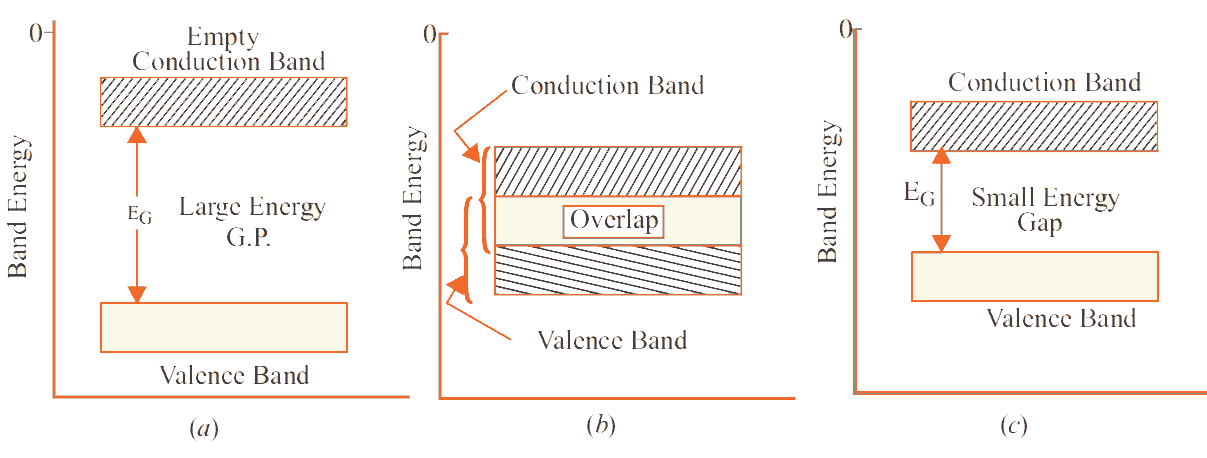 0
Empty
Conduction Band
Band Energy
EG
Large Energy
G.P.
Valence Band
(a)
0
Conduction Band
Band Energy
Overlap
Valence Band
(b)
0
Conduction Band
Band Energy
EG
Small Energy
Gap
Valence Band
(c)